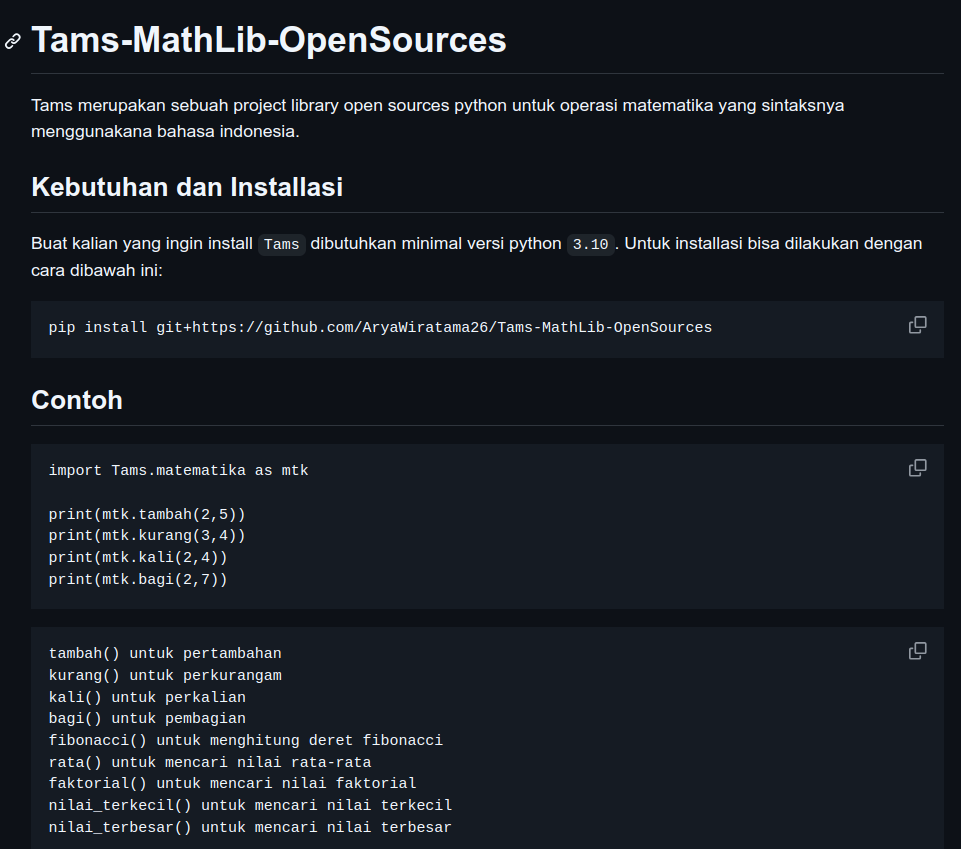 Tams-MathLib-OpenSources
Tams merupakan sebuah project library open sources python untuk operasi matematika yang sintaksnya
menggunakana bahasa indonesia.
Kebutuhan dan Installasi
Buat kalian yang ingin install Tams dibutuhkan minimal versi python 3.10. Untuk installasi bisa dilakukan dengan
cara dibawah ini:
pip install git+https://github.com/AryaWiratama26/Tams-MathLib-OpenSources
Contoh
import Tams.matematika as mtk
print(mtk.tambah(2,5))
print(mtk.kurang(3,4))
print(mtk.kali(2,4))
print(mtk.bagi(2,7))
tambah() untuk pertambahan
kurang() untuk perkurangam
kali() untuk perkalian
bagi() untuk pembagian
fibonacci() untuk menghitung deret fibonacci
rata() untuk mencari nilai rata-rata
faktorial() untuk mencari nilai faktorial
nilai_terkecil() untuk mencari nilai terkecil
nilai_terbesar() untuk mencari nilai terbesar